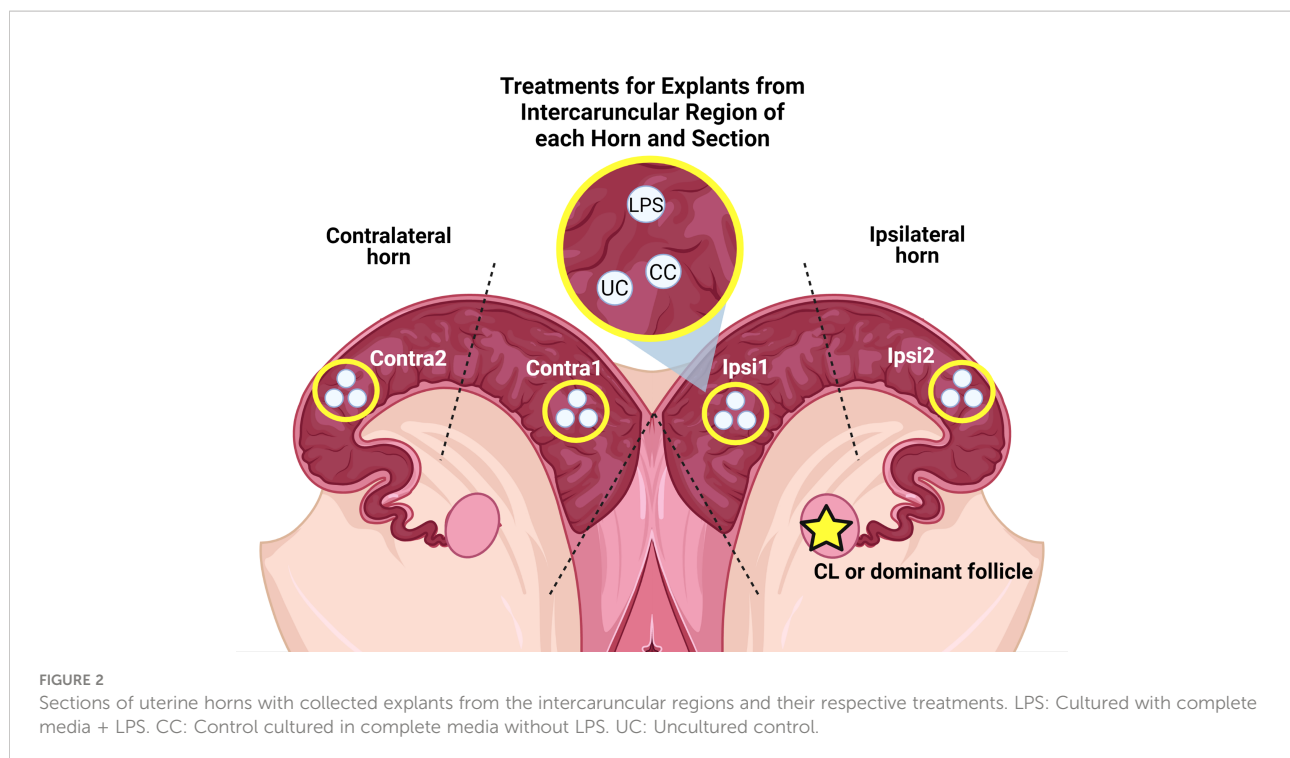 Treatments for Explants from
Intercaruncular Region of
each Horn and Section
LPS
CC
UC
Contralateral
horn
Ipsilateral
horn
Contra2
Contra1
Ipsi1
Ipsi2
CL or dominant follicle
FIGURE 2
Sections of uterine horns with collected explants from the intercaruncular regions and their respective treatments. LPS: Cultured with complete
media + LPS. CC: Control cultured in complete media without LPS. UC: Uncultured control.